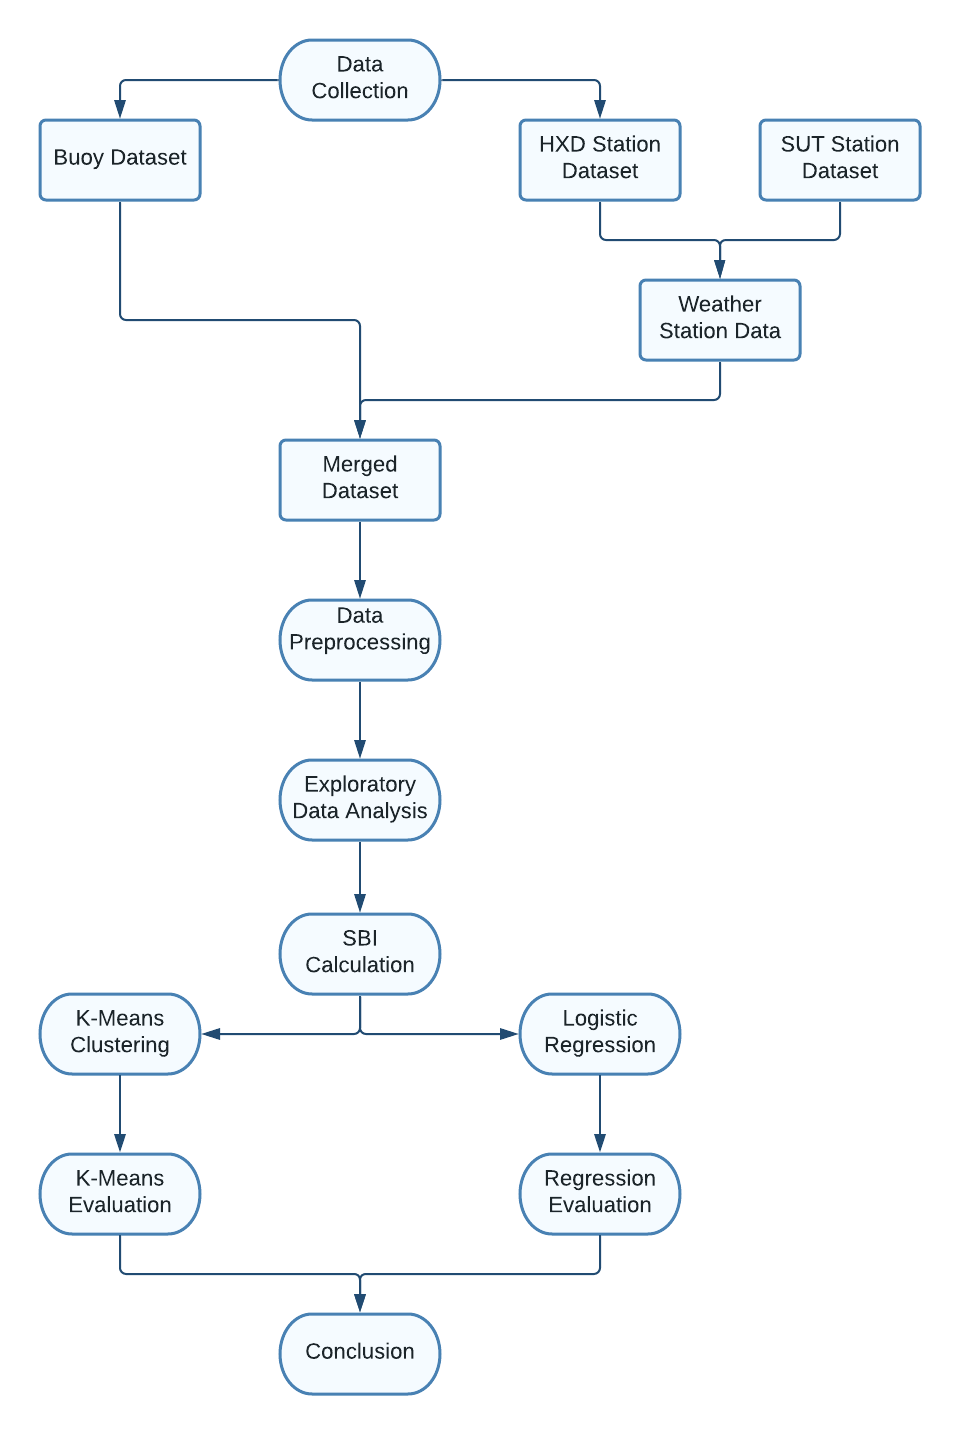 Data
Collection
Buoy Dataset
HXD Station
Dataset
SUT Station
Dataset
Weather
Station Data
Merged
Dataset
Data
Preprocessing
Exploratory
Data Analysis
SBI
Calculation
K-Means
Clustering
Logistic
Regression
K-Means
Evaluation
Regression
Evaluation
Conclusion